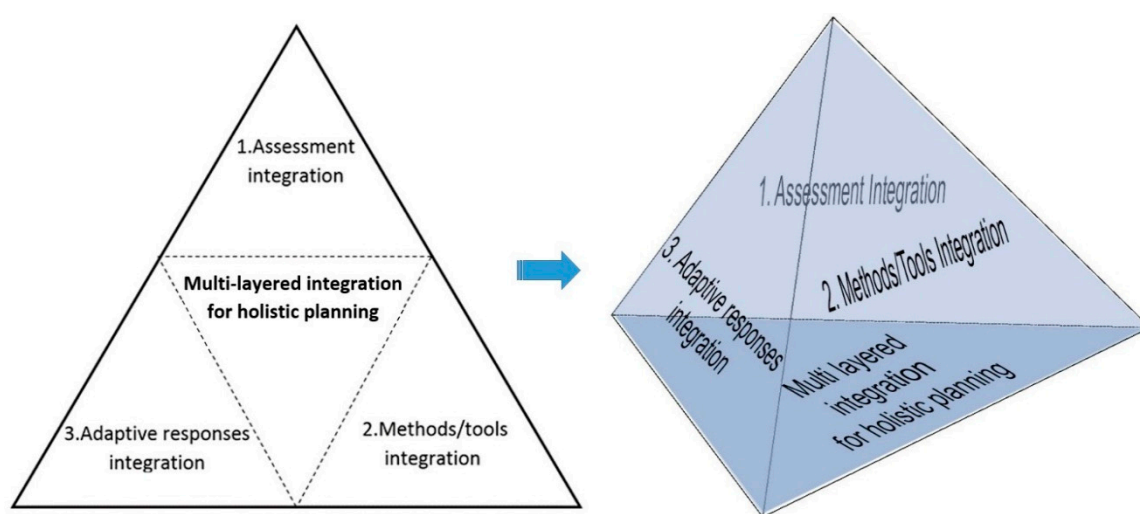 1.Assessment
integration
Multi-layered integration
for holistic planning
3.Adaptive responses
integration
2.Methods/tools
integration
1. Assessment Integration
3. Adaptive responses
integration
2. Methods/Tools Integration
Multi layered
integration
for holistic planning